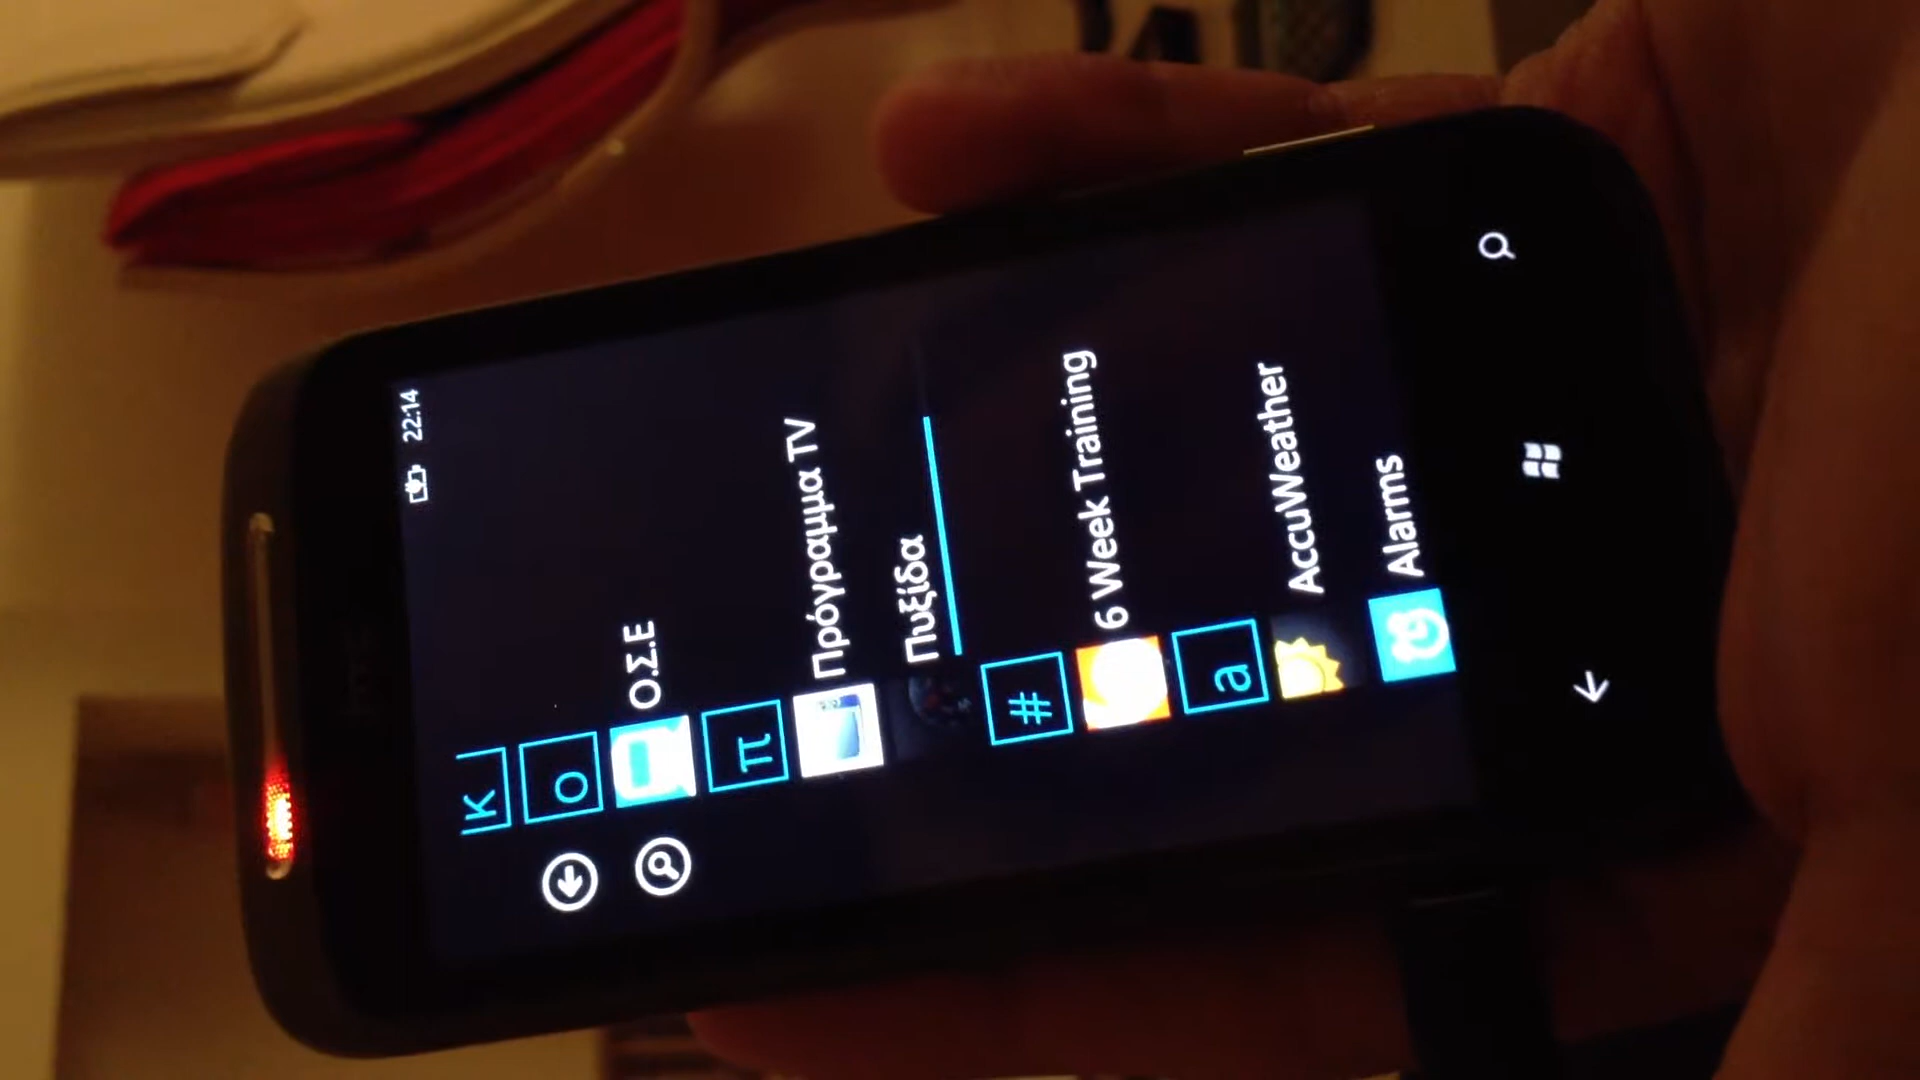 22:14
κ
ο
Ο.Σ.Ε
π
Πρόγραμμα TV
Πυξίδα
#
6 Week Training
a
AccuWeather
Alarms